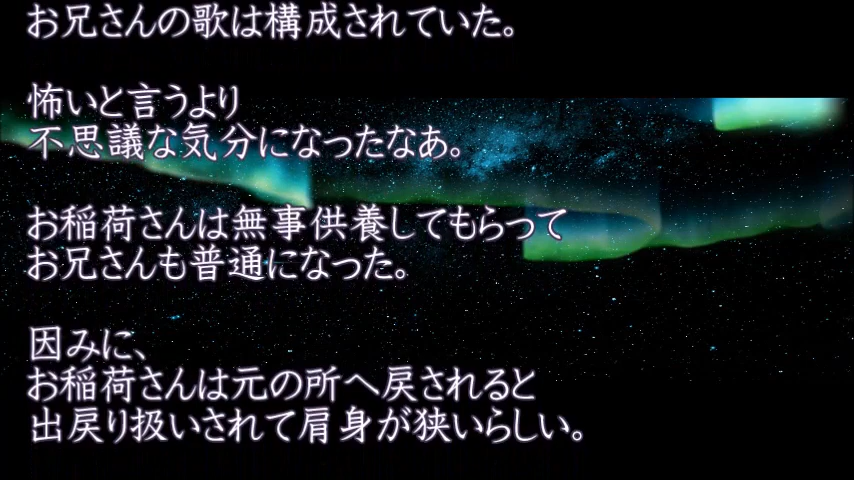 お兄さんの歌は構成されていた。
怖いと言うより
不思議な気分になったなあ。
お稲荷さんは無事供養してもらって
お兄さんも普通になった。
因みに、
お稲荷さんは元の所へ戻されると
出戻り扱いされて肩身が狭いらしい。